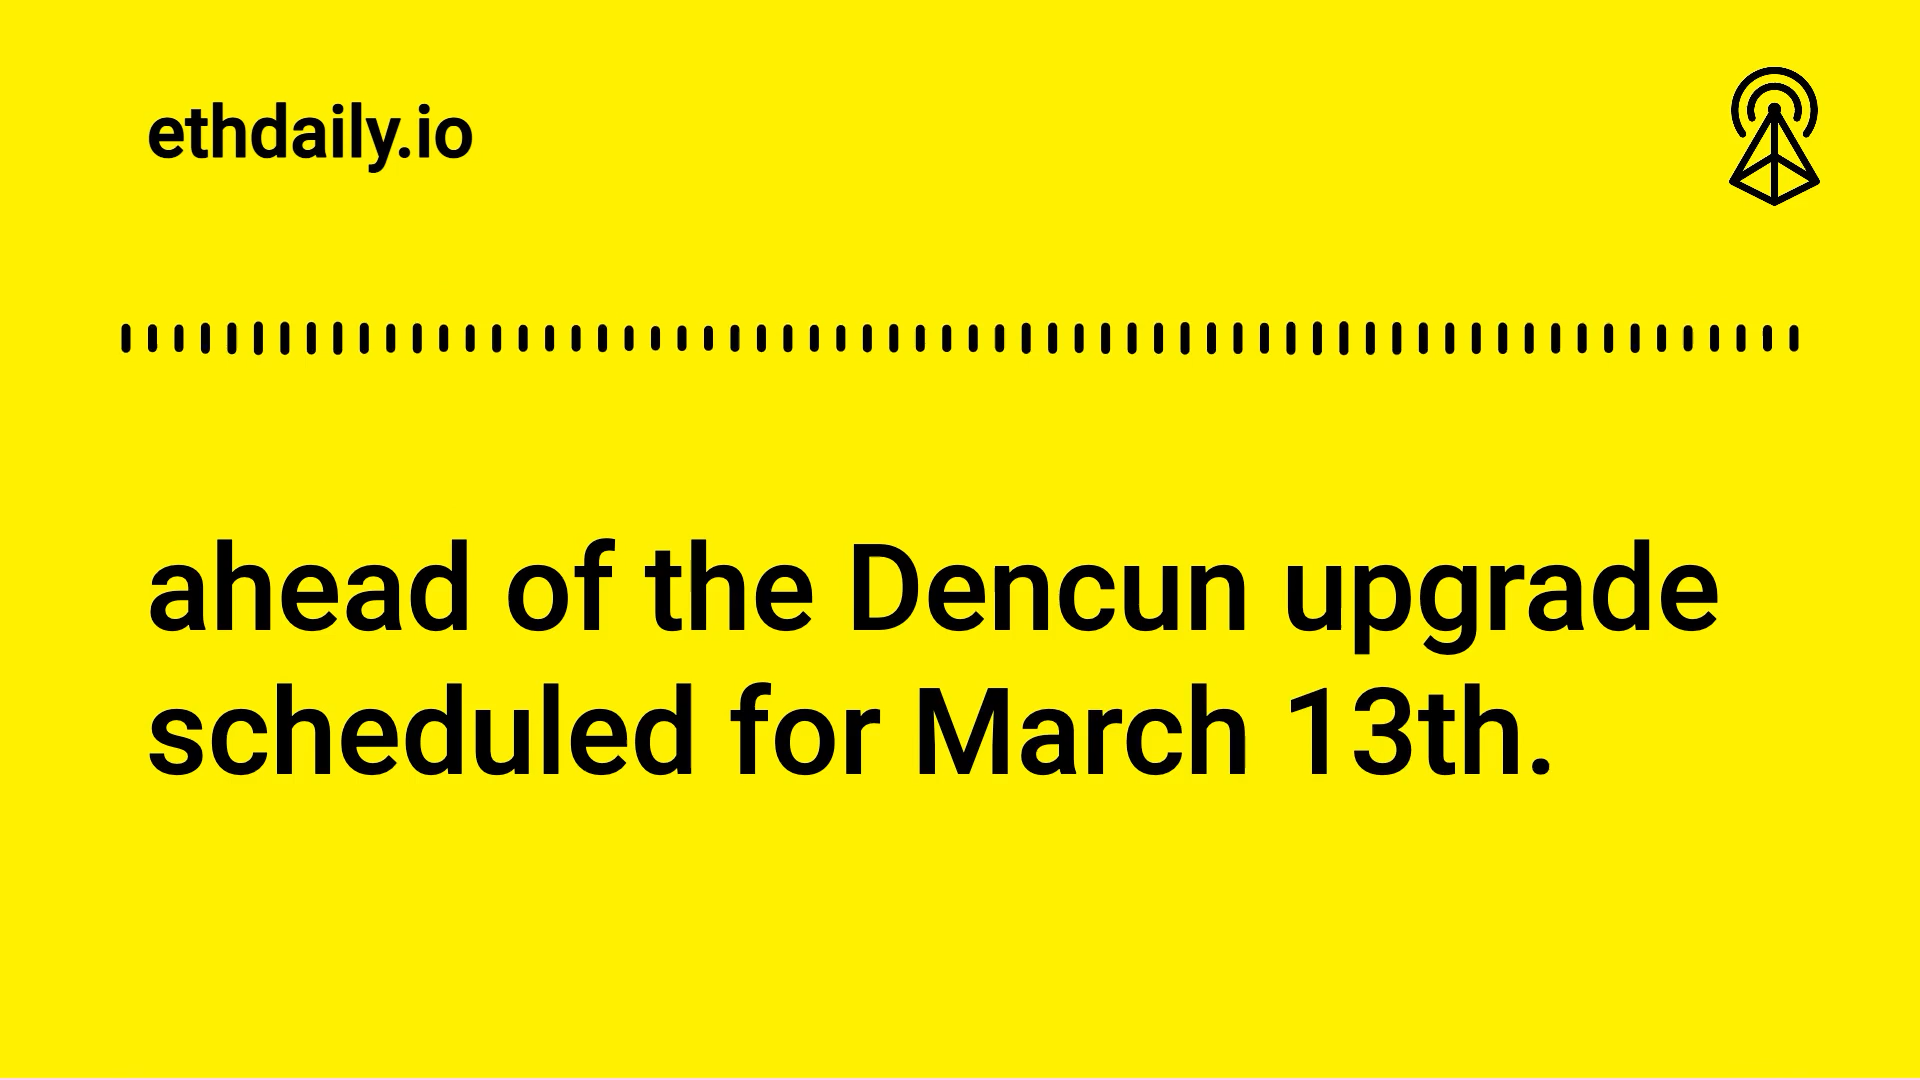 ethdaily.io
ahead of the Dencun upgrade
scheduled for March 13th.